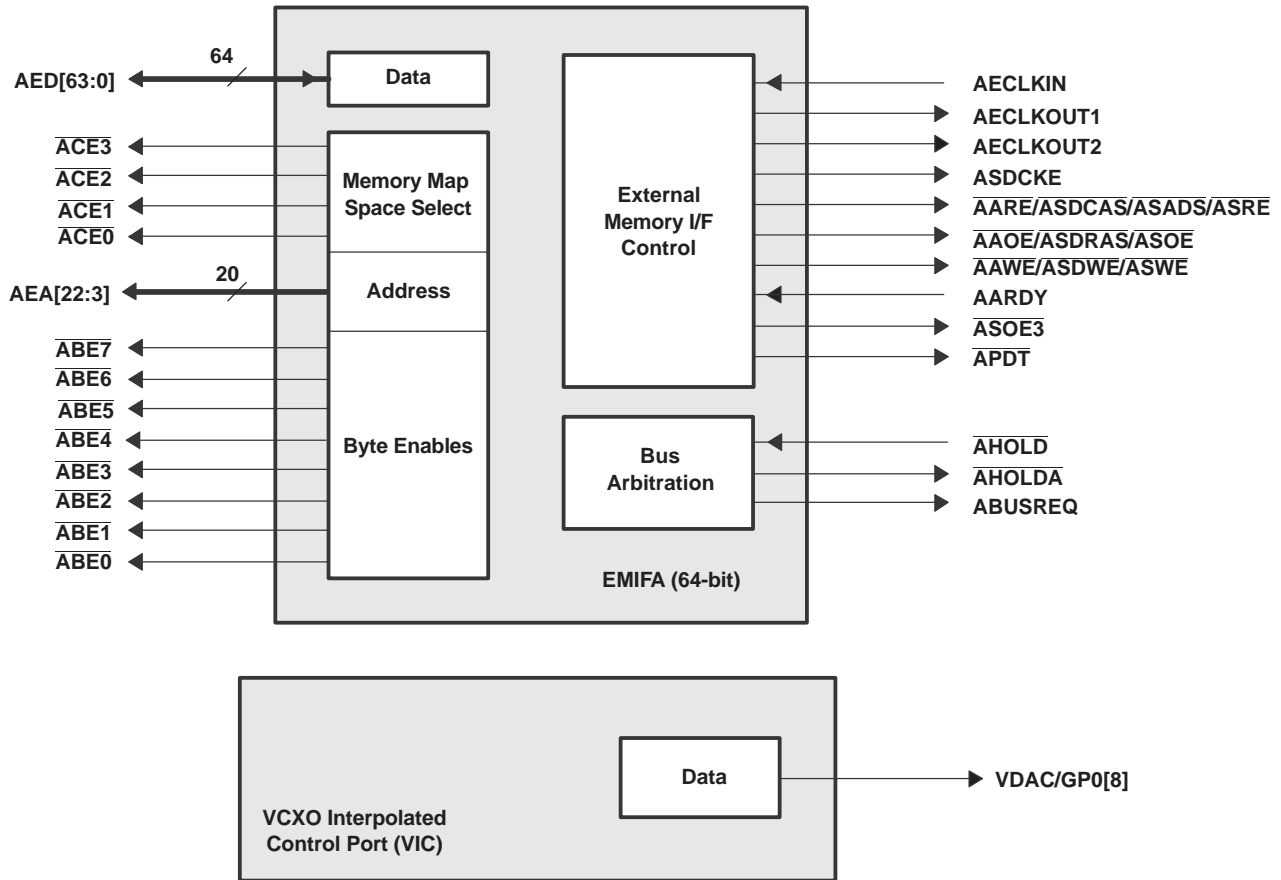 64
AED[63:0]
Data
ACE3
ACE2
ACE1
ACE0
Memory Map
Space Select
20
AEA[22:3]
Address
ABE7
ABE6
ABE5
ABE4
ABE3
ABE2
ABE1
ABE0
Byte Enables
External
Memory I/F
Control
AECLKIN
AECLKOUT1
AECLKOUT2
ASDCKE
AARE/ASDCAS/ASADS/ASRE
AAOE/ASDRAS/ASOE
AAWE/ASDWE/ASWE
AARDY
ASOE3
APDT
Bus
Arbitration
AHOLD
AHOLDA
ABUSREQ
EMIFA (64-bit)
Data
VDAC/GP0[8]
VCXO Interpolated
Control Port (VIC)